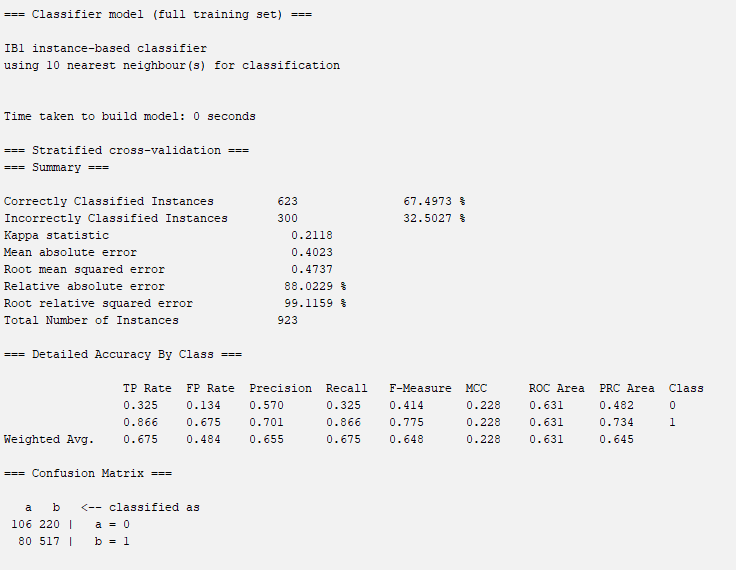 === Classifier model (full training set) ===
IB1 instance-based classifier
using 10 nearest neighbour(s) for classification
Time taken to build model: 0 seconds
=== Stratified cross-validation ===
=== Summary ===
Correctly Classified Instances         623               67.4973 %
Incorrectly Classified Instances       300               32.5027 %
Kappa statistic                          0.2118
Mean absolute error                      0.4023
Root mean squared error                  0.4737
Relative absolute error                 88.0229 %
Root relative squared error             99.1159 %
Total Number of Instances              923
=== Detailed Accuracy By Class ===
                 TP Rate  FP Rate  Precision  Recall   F-Measure  MCC      ROC Area  PRC Area  Class
                 0.325    0.134    0.570      0.325    0.414      0.228    0.631     0.482     0
                 0.866    0.675    0.701      0.866    0.775      0.228    0.631     0.734     1
Weighted Avg.    0.675    0.484    0.655      0.675    0.648      0.228    0.631     0.645
=== Confusion Matrix ===
   a   b   <-- classified as
 106 220 |   a = 0
  80 517 |   b = 1